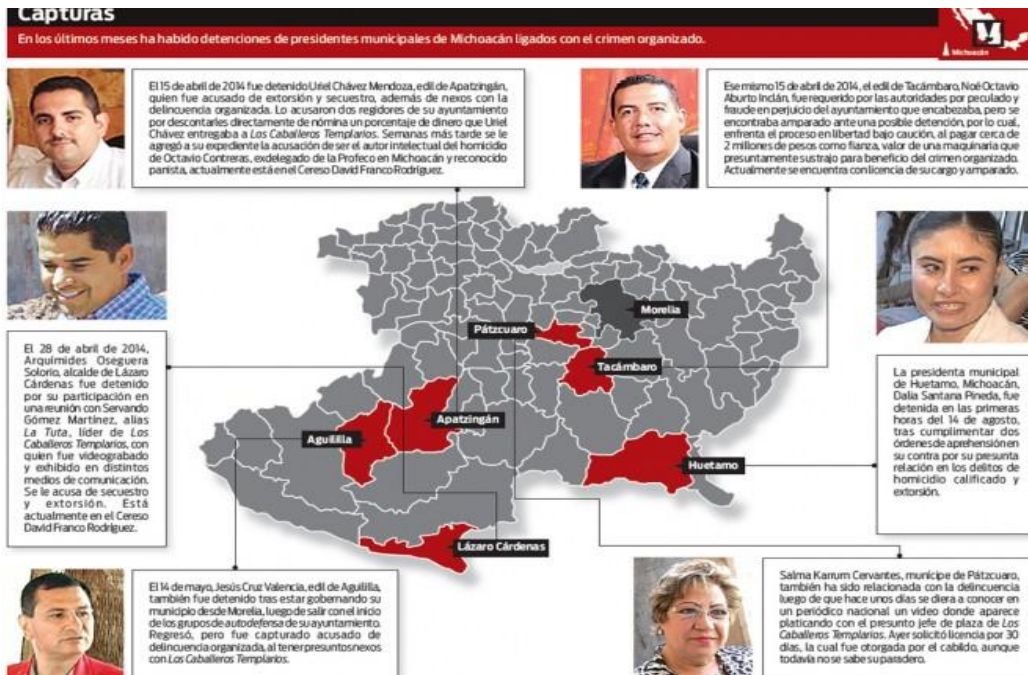 Capturas
En los últimos meses ha habido detenciones de presidentes municipales de Michoacán ligados con el crimen organizado.
Michoacán
El 15 de abril de 2014 fue detenido Uriel Chávez Mendoza, edil de Apatzingán,
quien fue acusado de extorsión y secuestro, además de nexos con la
delincuencia organizada. Lo acusaron dos regidores de su ayuntamiento
por descontarles directamente de nómina un porcentaje de dinero que Uriel
Chávez entregaba a Los Caballeros Templarios. Semanas más tarde se le
agregó a su expediente la acusación de ser el autor intelectual del homicidio
de Octavio Contreras, exdelegado de la Profeco en Michoacán y reconocido
panista, actualmente está en el Cereso David Franco Rodríguez.
Ese mismo 15 de abril de 2014, el edil de Tacámbaro, Noé Octavio
Aburto Inclán, fue requerido por las autoridades por peculado y
fraude en perjuicio del ayuntamiento que encabezaba, pero se
encontraba amparado ante una posible detención, por lo cual,
enfrenta el proceso en libertad bajo caución, al pagar cerca de
2 millones de pesos como fianza, valor de una maquinaria que
presuntamente sustrajo para beneficio del crimen organizado.
Actualmente se encuentra con licencia de su cargo y amparado.
El 28 de abril de 2014,
Arquímides Oseguera
Solorio, alcalde de Lázaro
Cárdenas fue detenido
por su participación en
una reunión con Servando
Gómez Martínez, alias
La Tuta, líder de Los
Caballeros Templarios, con
quien fue videograbado
y exhibido en distintos
medios de comunicación.
Se le acusa de secuestro
y extorsión. Está
actualmente en el Cereso
David Franco Rodríguez.
Morelia
Pátzcuaro
Tacámbaro
Apatzingán
Aguililla
Huetamo
Lázaro Cárdenas
La presidenta municipal
de Huetamo, Michoacán,
Dalia Santana Pineda, fue
detenida en las primeras
horas del 14 de agosto,
tras cumplimentar dos
órdenes de aprehensión en
su contra por su presunta
relación en los delitos de
homicidio calificado y
extorsión.
El 14 de mayo, Jesús Cruz Valencia, edil de Aguililla,
también fue detenido tras estar gobernando su
municipio desde Morelia, luego de salir con el inicio
de los grupos de autodefensa de su ayuntamiento.
Regresó, pero fue capturado acusado de
delincuencia organizada, al tener presuntos nexos
con Los Caballeros Templarios.
Salma Karrum Cervantes, munícipe de Pátzcuaro,
también ha sido relacionada con la delincuencia
luego de que hace unos días se diera a conocer en
un periódico nacional un video donde aparece
platicando con el presunto jefe de plaza de Los
Caballeros Templarios. Ayer solicitó licencia por 30
días, la cual fue otorgada por el cabildo, aunque
todavía no se sabe su paradero.